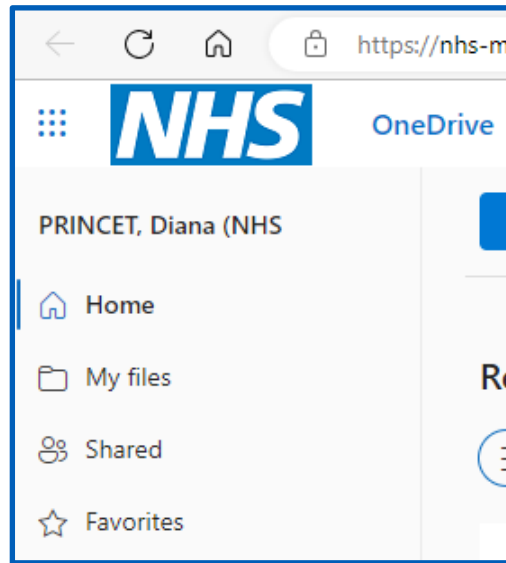 https://nhs-m
NHS OneDrive
PRINCET, Diana (NHS
Home
R
My files
Shared
Favorites